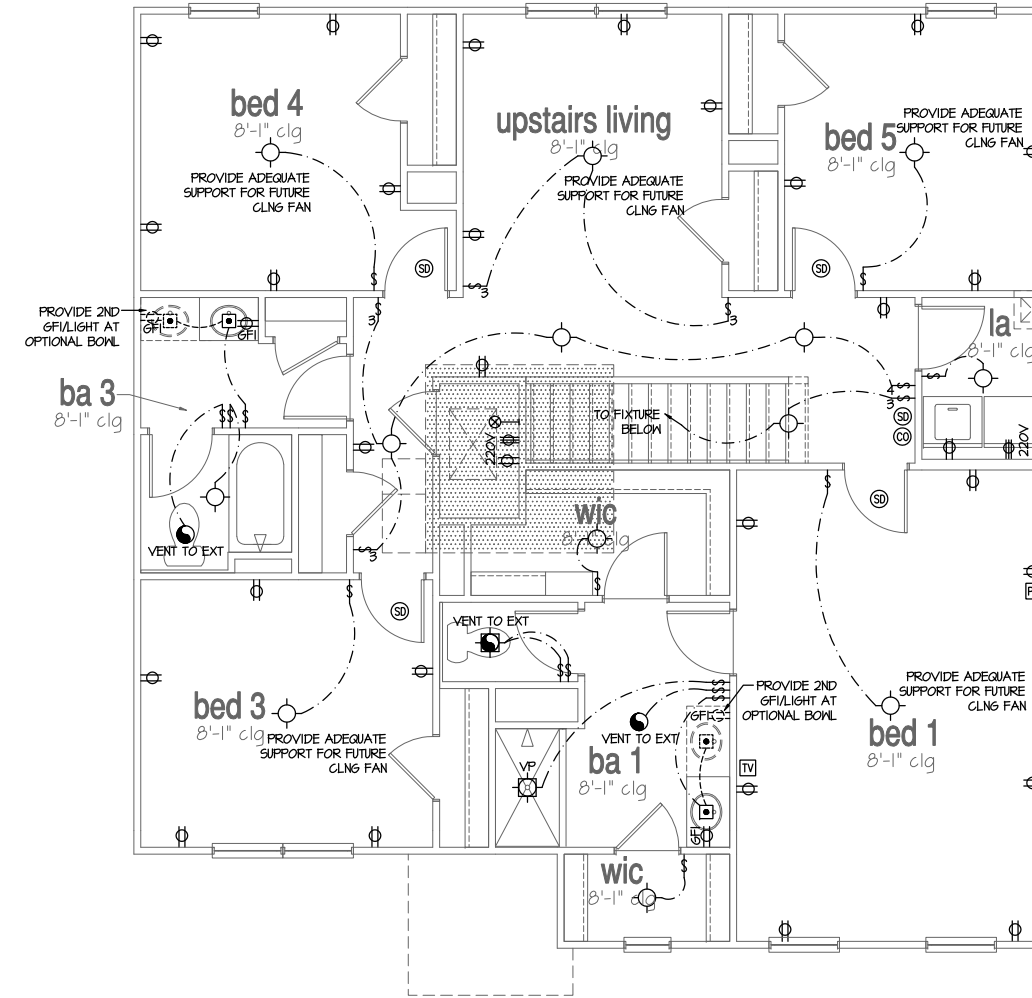 bed 4
8'-1" clg
PROVIDE ADEQUATE
SUPPORT FOR FUTURE
CLNG FAN
upstairs living
8'-1" clg
PROVIDE ADEQUATE
SUPPORT FOR FUTURE
CLNG FAN
bed 5
8'-1" clg
PROVIDE ADEQUATE
SUPPORT FOR FUTURE
CLNG FAN
SD
SD
$3
$3
$3
PROVIDE 2ND
GFI/LIGHT AT
OPTIONAL BOWL
GFI
GFI
la
8'-1" clg
ba 3
8'-1" clg
4
3
SD
CO
TO FIXTURE
BELOW
220V
220V
SD
wic
8'-1" clg
VENT TO EXT
$3
SD
VENT TO EXT
bed 3
8'-1" clg
PROVIDE ADEQUATE
SUPPORT FOR FUTURE
CLNG FAN
PROVIDE 2ND
GFI/LIGHT AT
OPTIONAL BOWL
GFI
VENT TO EXT
ba 1
8'-1" clg
VP
TV
GFI
PROVIDE ADEQUATE
SUPPORT FOR FUTURE
CLNG FAN
bed 1
8'-1" clg
wic
8'-1" clg